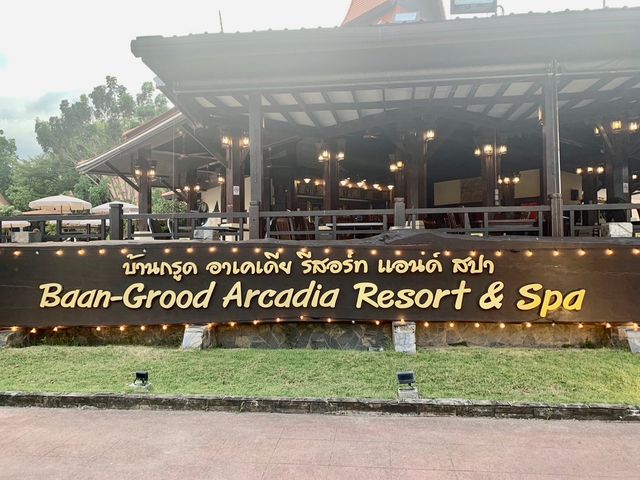 บ้านกรูด อาเคเดีย รีสอร์ท แอนด์ สปา
Baan-Grood Arcadia Resort & Spa